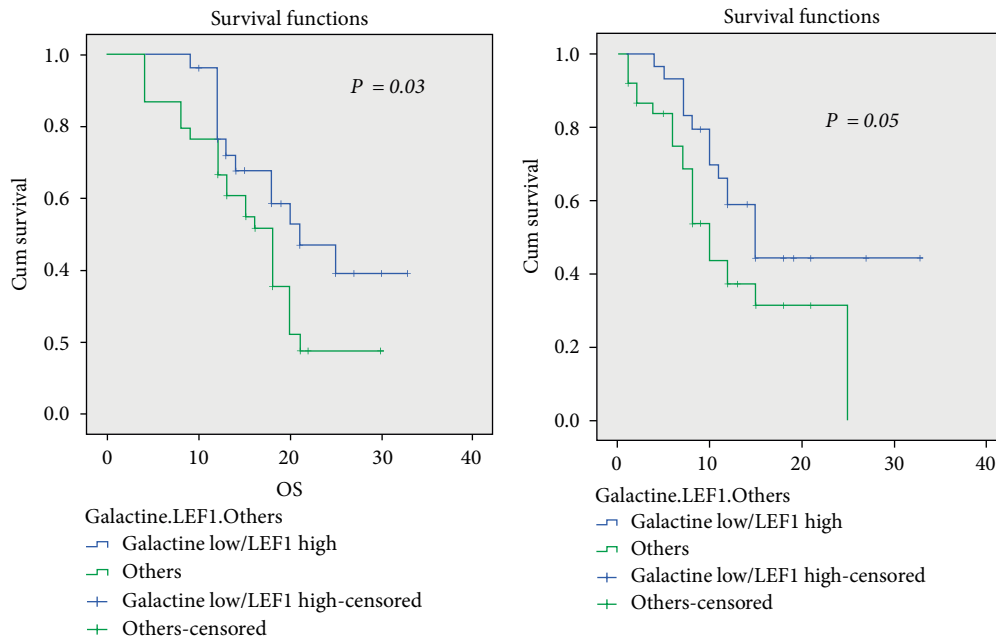 Survival functions
1.0
0.8
0.6
0.4
0.5
0.0
Cum survival
P = 0.03
0 10 20 30 40
OS
Galactine.LEF1.Others
Galactine low/LEF1 high
Others
Galactine low/LEF1 high-censored
Others-censored
Survival functions
1.0
0.8
0.6
0.4
0.2
0.0
Cum survival
P = 0.05
0 10 20 30 40
Galactine.LEF1.Others
Galactine low/LEF1 high
Others
Galactine low/LEF1 high-censored
Others-censored